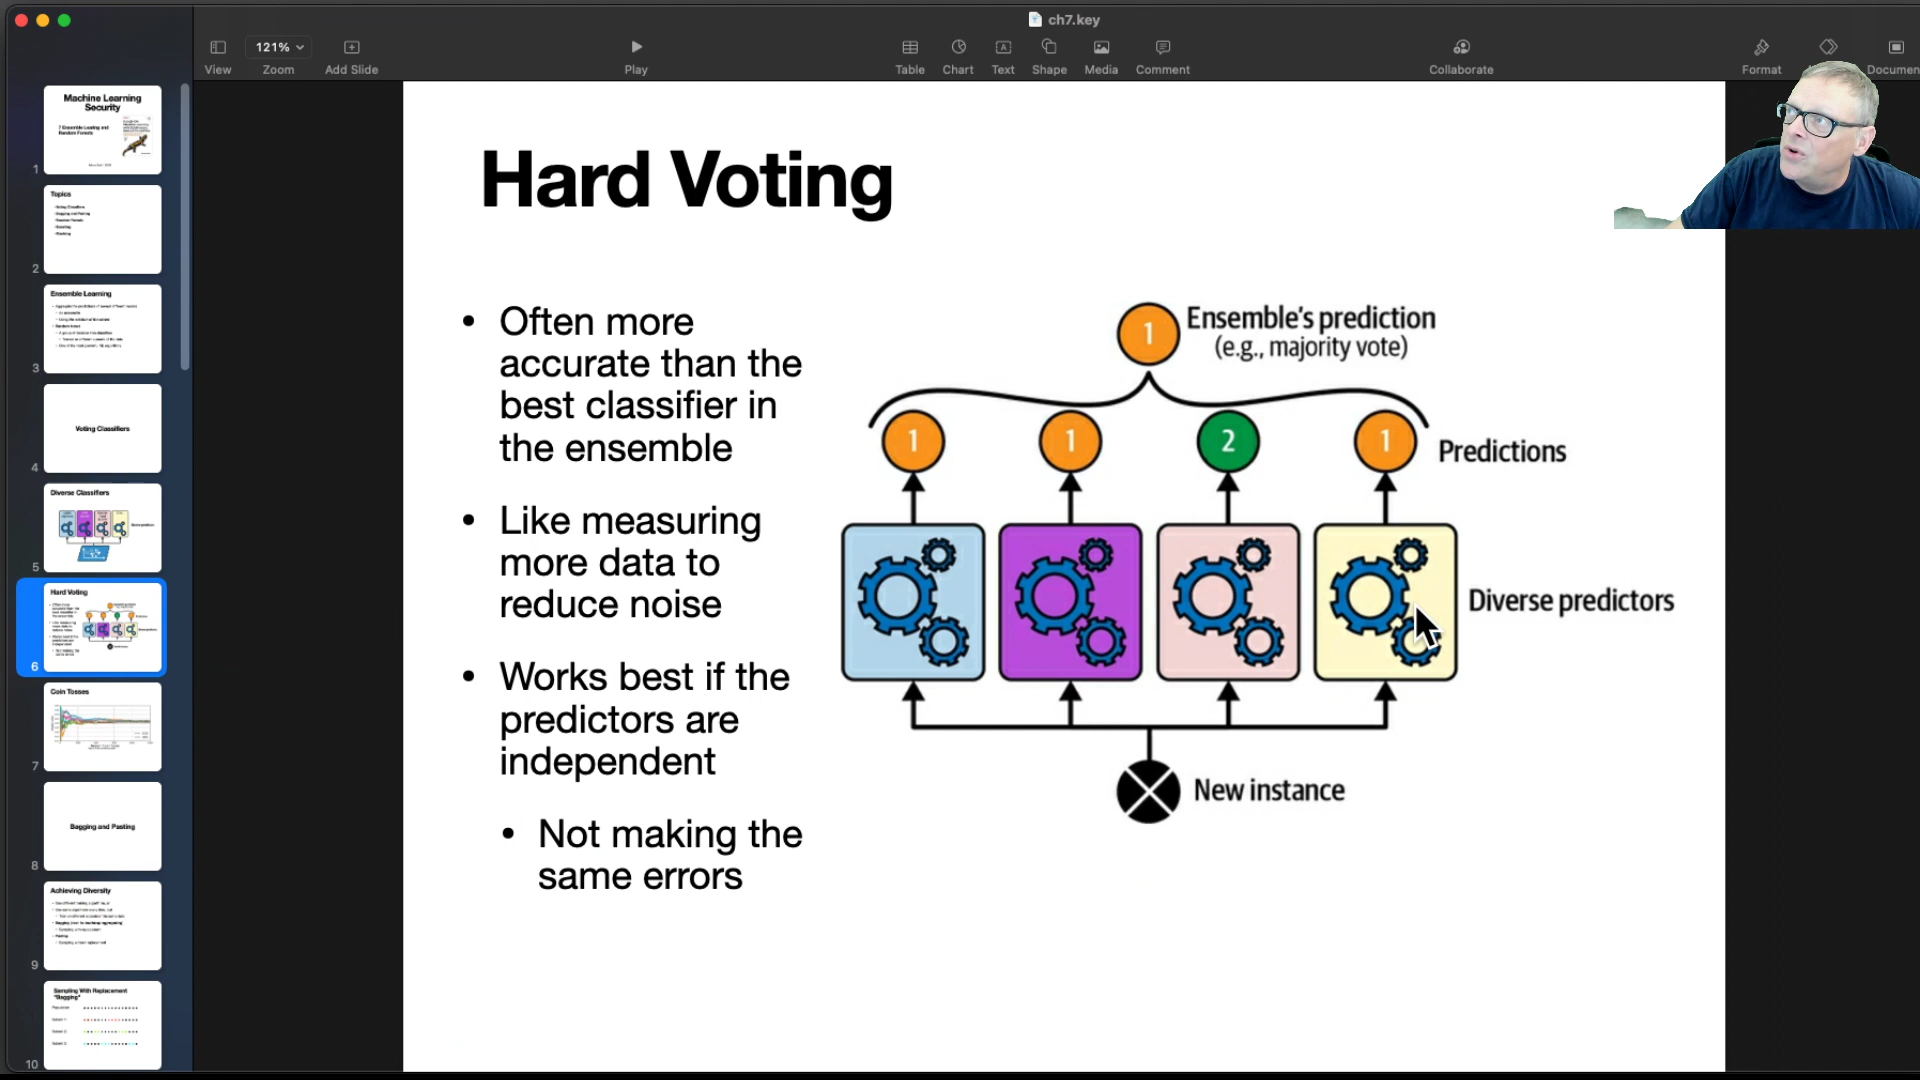 ch7.key
121%
View
Zoom
Add Slide
Play
Table
Chart
Text
Shape
Media
Comment
Collaborate
Format
Documen
Machine Learning
Security
1
Topics
2
Ensemble Learning
3
Voting Classifiers
4
Diverse Classifiers
5
Hard Voting
6
Coin Tosses
7
Bagging and Pasting
8
Achieving Diversity
9
Sampling With Replacement
"Bagging"
10
Hard Voting
• Often more
accurate than the
best classifier in
the ensemble
• Like measuring
more data to
reduce noise
• Works best if the
predictors are
independent
• Not making the
same errors
1
Ensemble's prediction
(e.g., majority vote)
1 1 2 1
Predictions
Diverse predictors
New instance